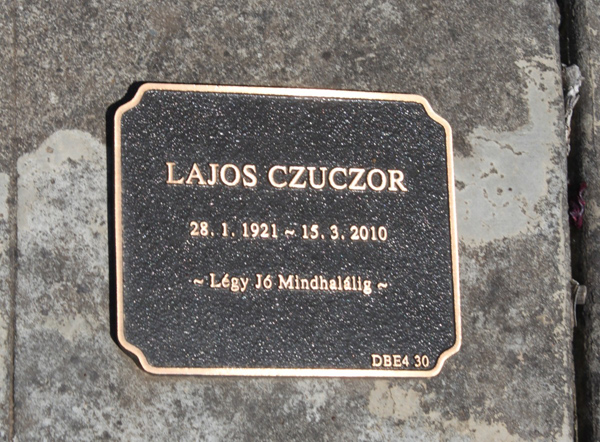 LAJOS CZUCZOR
28. 1. 1921 ~ 15. 3. 2010
~ Légy Jó Mindhalálig ~
DBE4 30